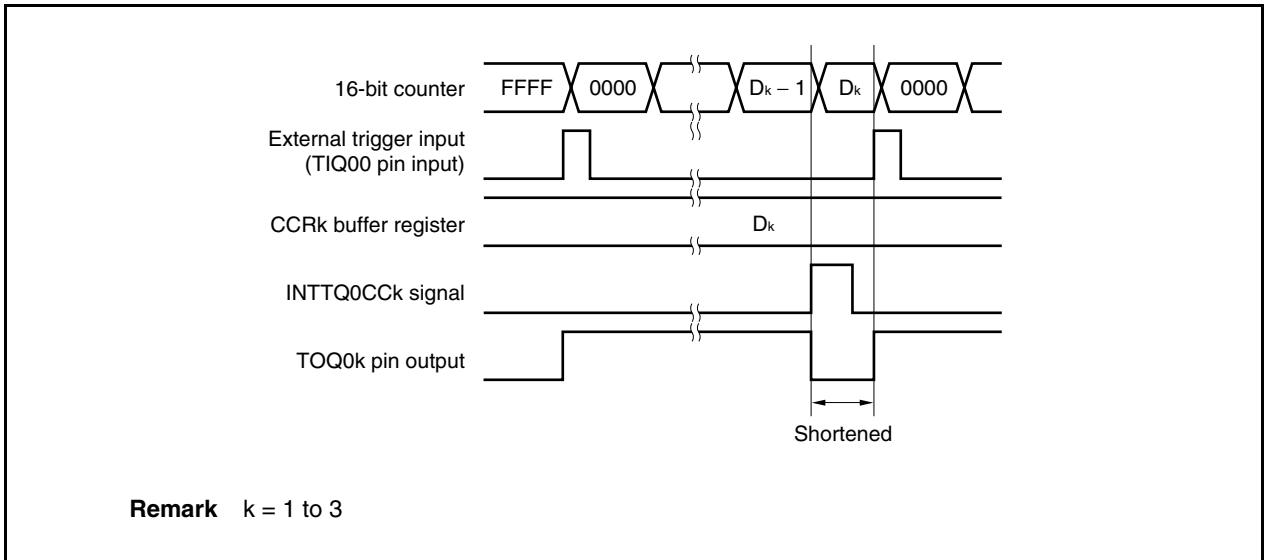 16-bit counter
FFFF 0000 Dk − 1 Dk 0000
External trigger input
(TIQ00 pin input)
CCRk buffer register
Dk
INTTQ0CCk signal
TOQ0k pin output
Shortened
Remark k = 1 to 3